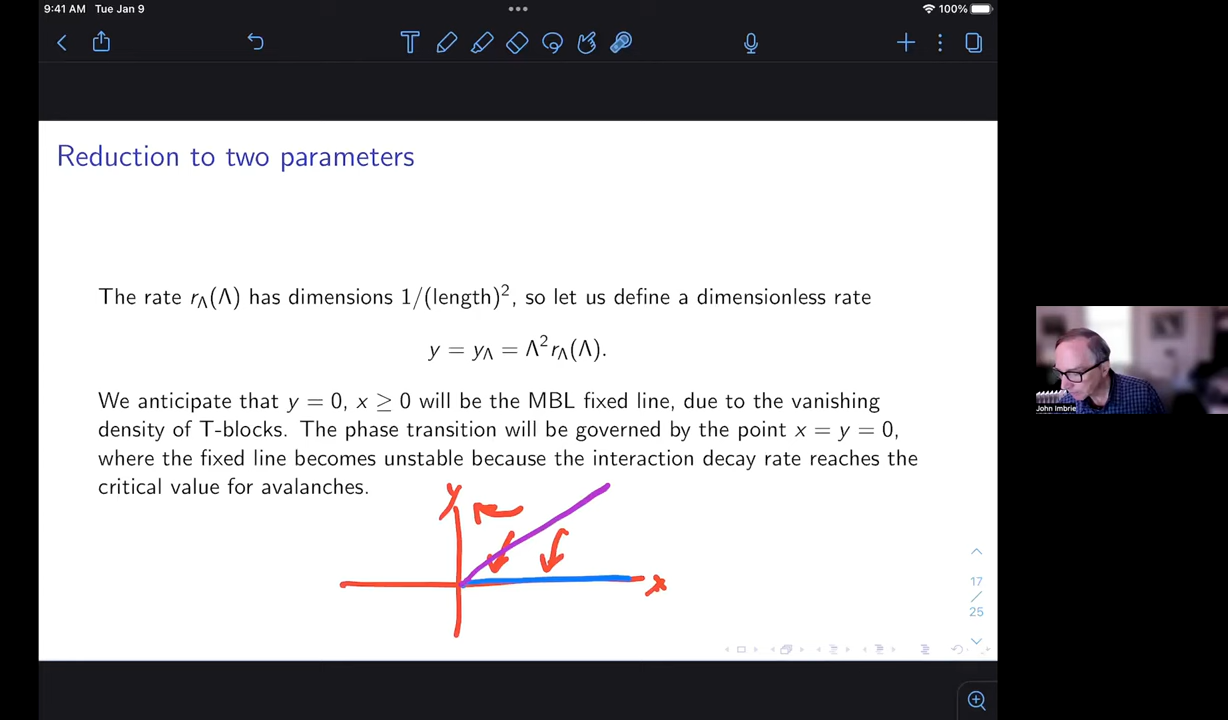 9:41 AM Tue Jan 9
100%
Reduction to two parameters
The rate r_Λ(Λ) has dimensions 1/(length)², so let us define a dimensionless rate
y = y_Λ = Λ² r_Λ(Λ).
We anticipate that y = 0, x ≥ 0 will be the MBL fixed line, due to the vanishing
density of T-blocks. The phase transition will be governed by the point x = y = 0,
where the fixed line becomes unstable because the interaction decay rate reaches the
critical value for avalanches.
y
x
17
/
25
John Imbrie